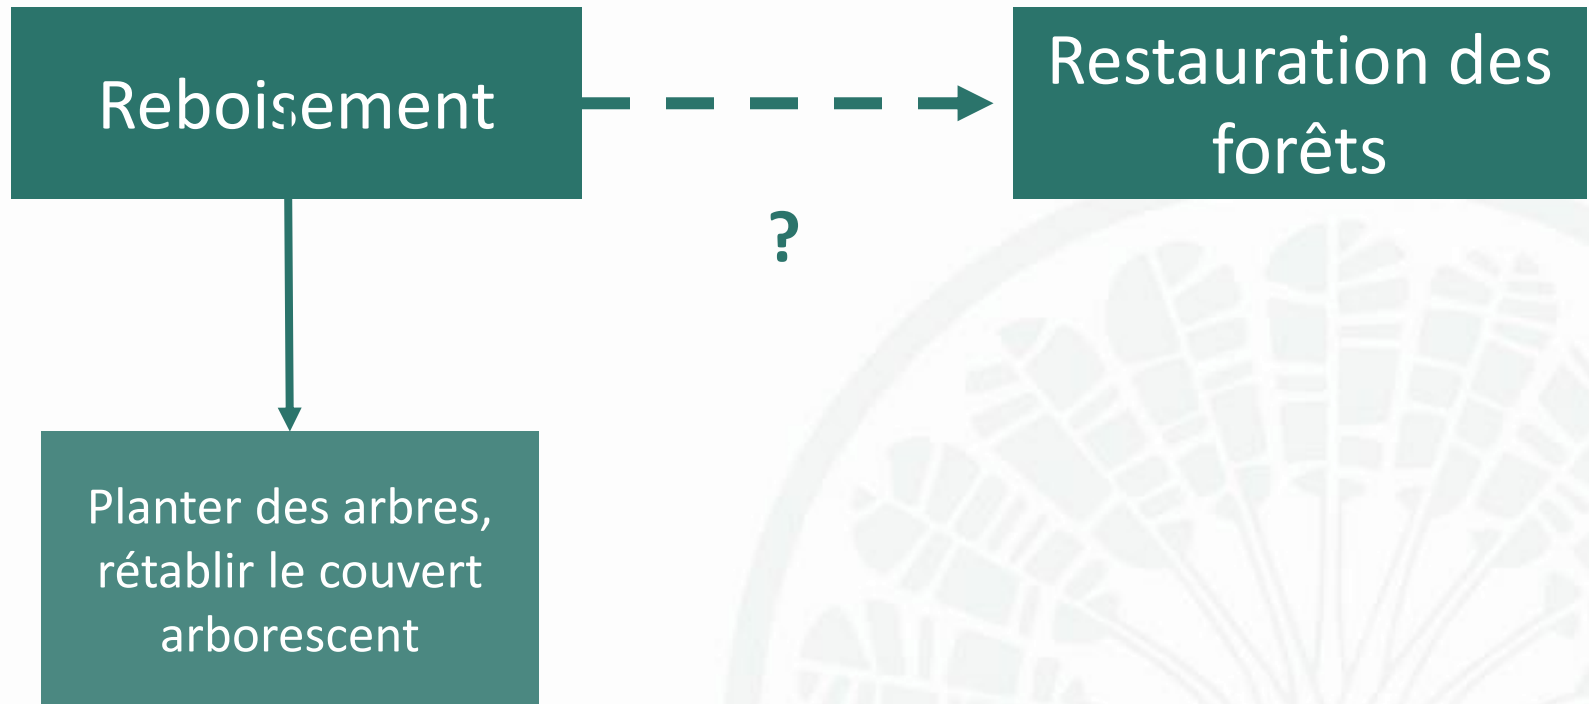 Reboisement
Restauration des
forêts
?
Planter des arbres,
rétablir le couvert
arborescent